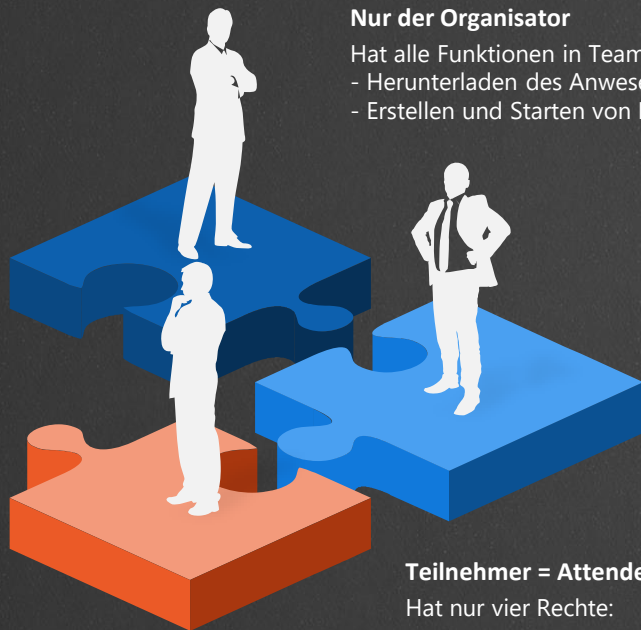 Nur der Organisator
Hat alle Funktionen in Team
- Herunterladen des Anwes
- Erstellen und Starten von
Teilnehmer = Attende
Hat nur vier Rechte: